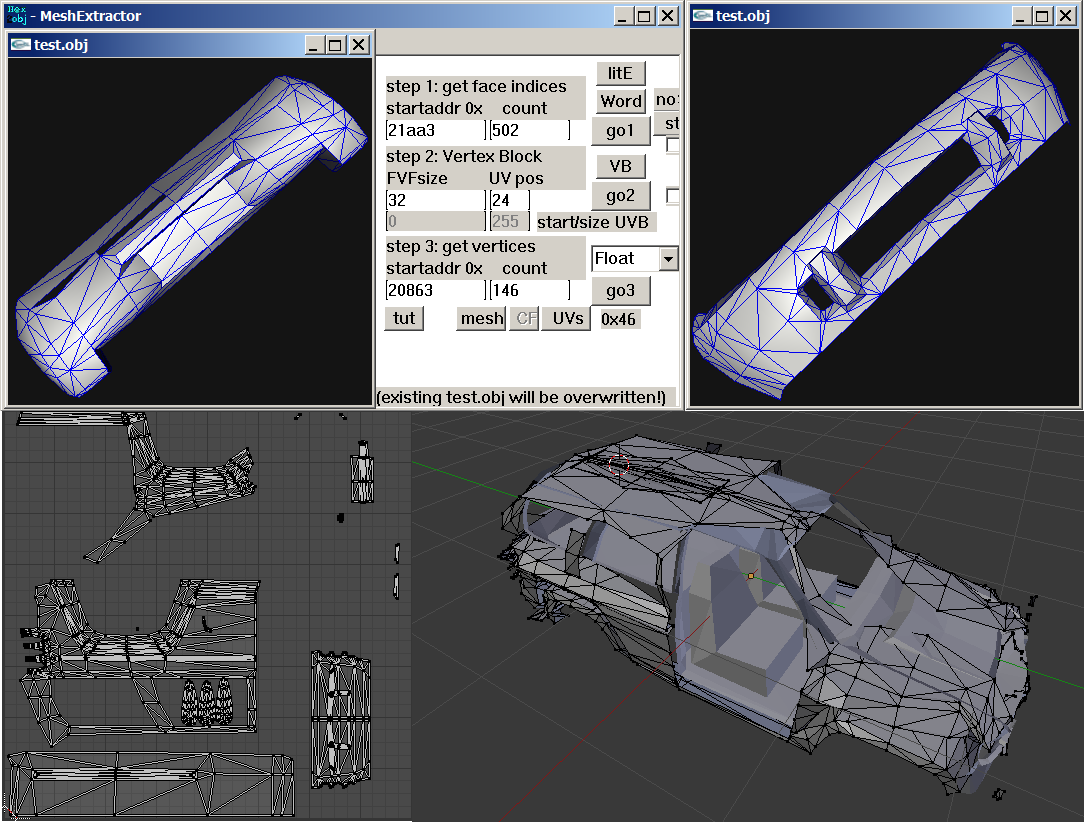 Hex
obj - MeshExtractor
test.obj
step 1: get face indices
startaddr 0x count
21aa3 502
step 2: Vertex Block
FVFsize UV pos
32 24
0 255 start/size UVB
step 3: get vertices
startaddr 0x count
20863 146
tut mesh CF UVs 0x46
(existing test.obj will be overwritten!)
litE
Word
go1
VB
go2
Float
go3
no
st
test.obj